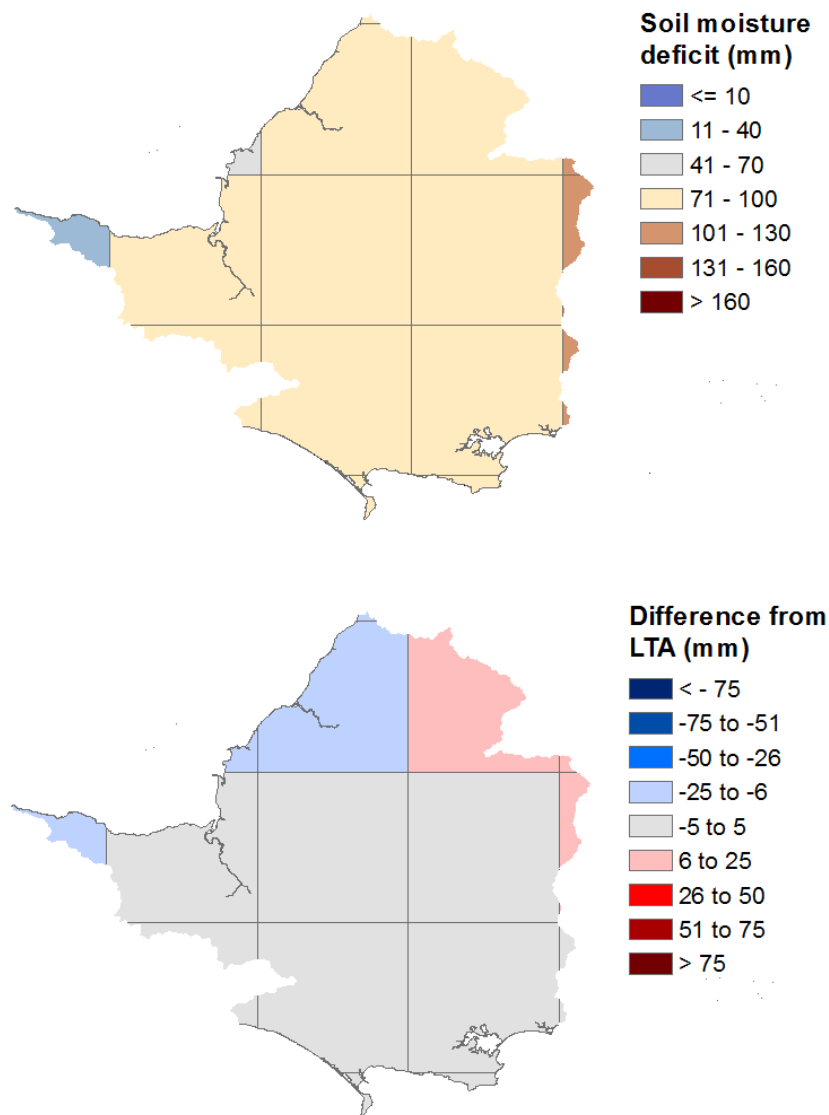 Soil moisture
deficit (mm)
<= 10
11 - 40
41 - 70
71 - 100
101 - 130
131 - 160
> 160
Difference from
LTA (mm)
< - 75
-75 to -51
-50 to -26
-25 to -6
-5 to 5
6 to 25
26 to 50
51 to 75
> 75